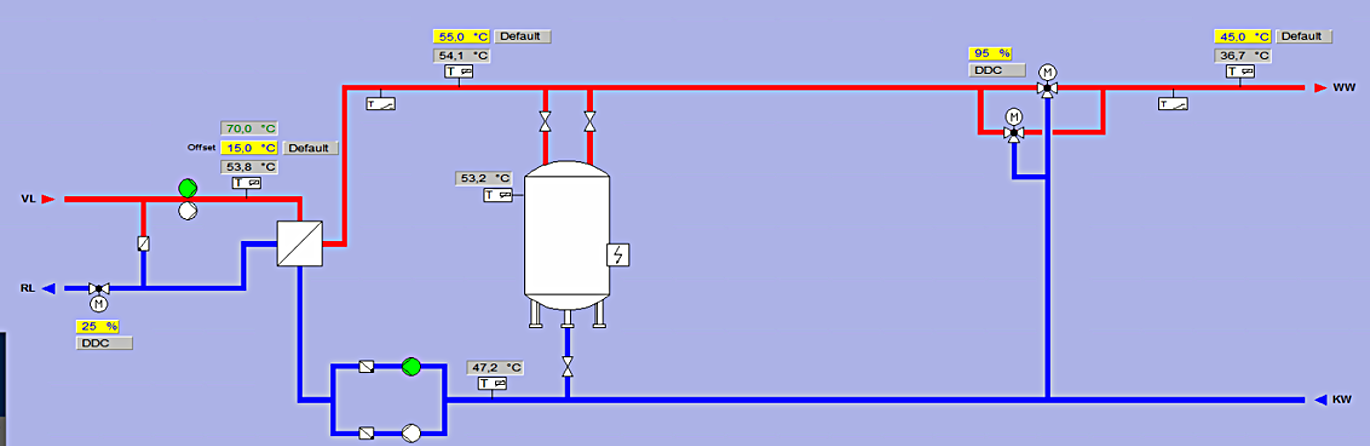 55,0 °C Default
54,1 °C
T
T
95 %
DDC
M
M
45.0 °C Default
36,7 °C
T
T
WW
70,0 °C
Offset 15,0 °C Default
53,8 °C
T
VL
53,2 °C
T
RL
M
25 %
DDC
47,2 °C
T
KW